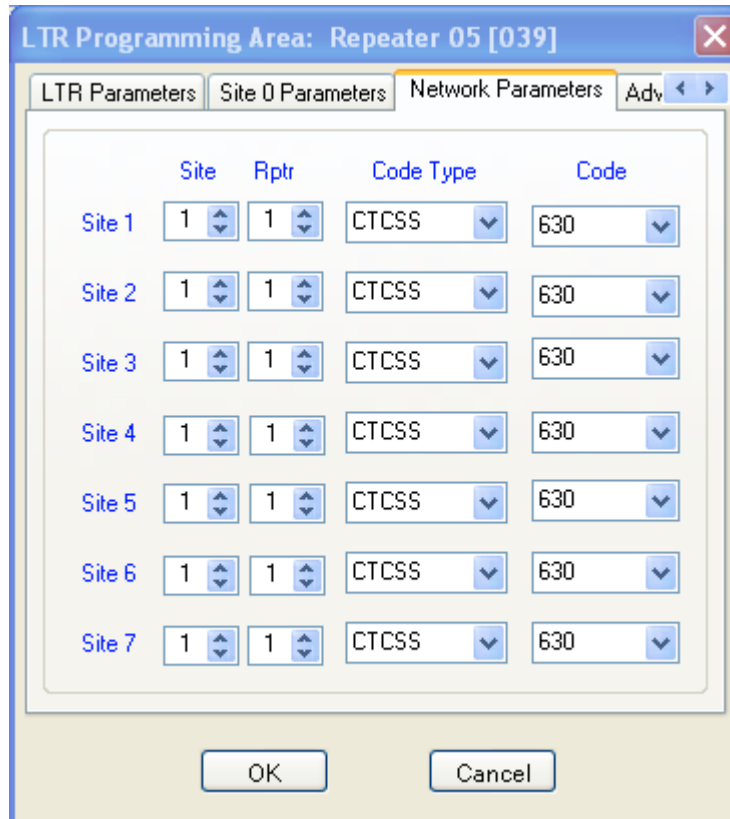 LTR Programming Area: Repeater 05 [039]
LTR Parameters Site 0 Parameters Network Parameters Adv
Site Rptr Code Type Code
Site 1 1 1 CTCSS 630
Site 2 1 1 CTCSS 630
Site 3 1 1 CTCSS 630
Site 4 1 1 CTCSS 630
Site 5 1 1 CTCSS 630
Site 6 1 1 CTCSS 630
Site 7 1 1 CTCSS 630
OK Cancel